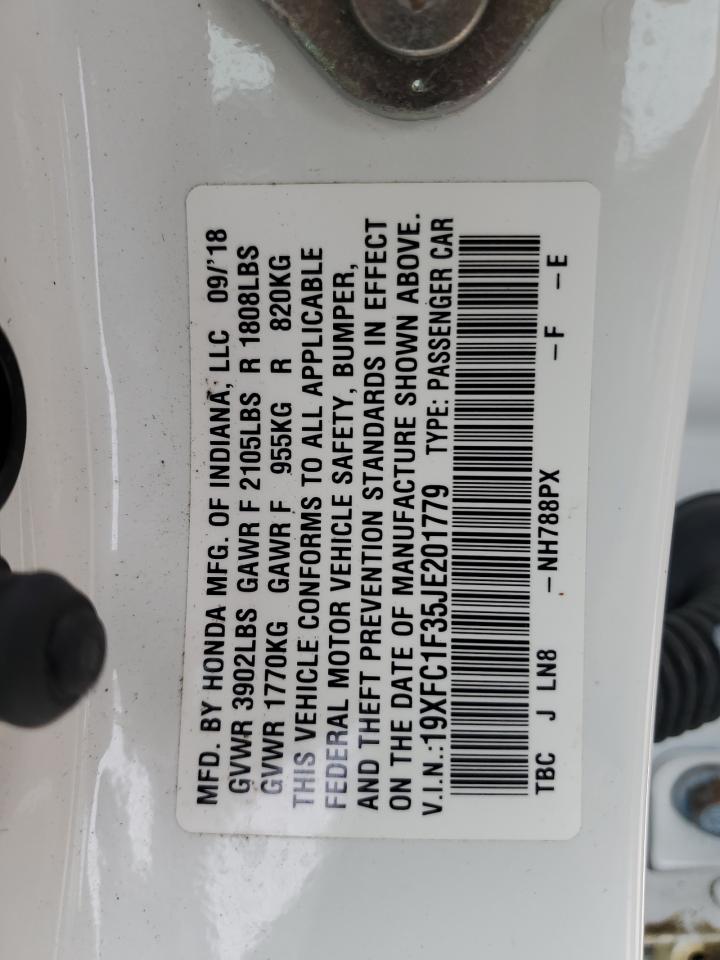 MFD. BY HONDA MFG. OF INDIANA, LLC 09/'18
GVWR 3902LBS GAWR F 2105LBS R 1808LBS
GVWR 1770KG GAWR F 955KG R 820KG
THIS VEHICLE CONFORMS TO ALL APPLICABLE
FEDERAL MOTOR VEHICLE SAFETY, BUMPER,
AND THEFT PREVENTION STANDARDS IN EFFECT
ON THE DATE OF MANUFACTURE SHOWN ABOVE.
V.I.N.:19XFC1F35JE201779 TYPE: PASSENGER CAR
TBC J LN8 –NH788PX –F –E